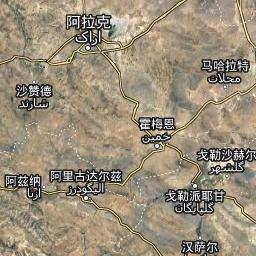 阿拉克
اراک
马哈拉特
محلات
沙赞德
شازند
霍梅恩
خمین
戈勒沙赫尔
گلشهر
阿兹纳
ازنا
阿里古达尔兹
الیگودرز
戈勒派耶甘
گلپایگان
汉萨尔